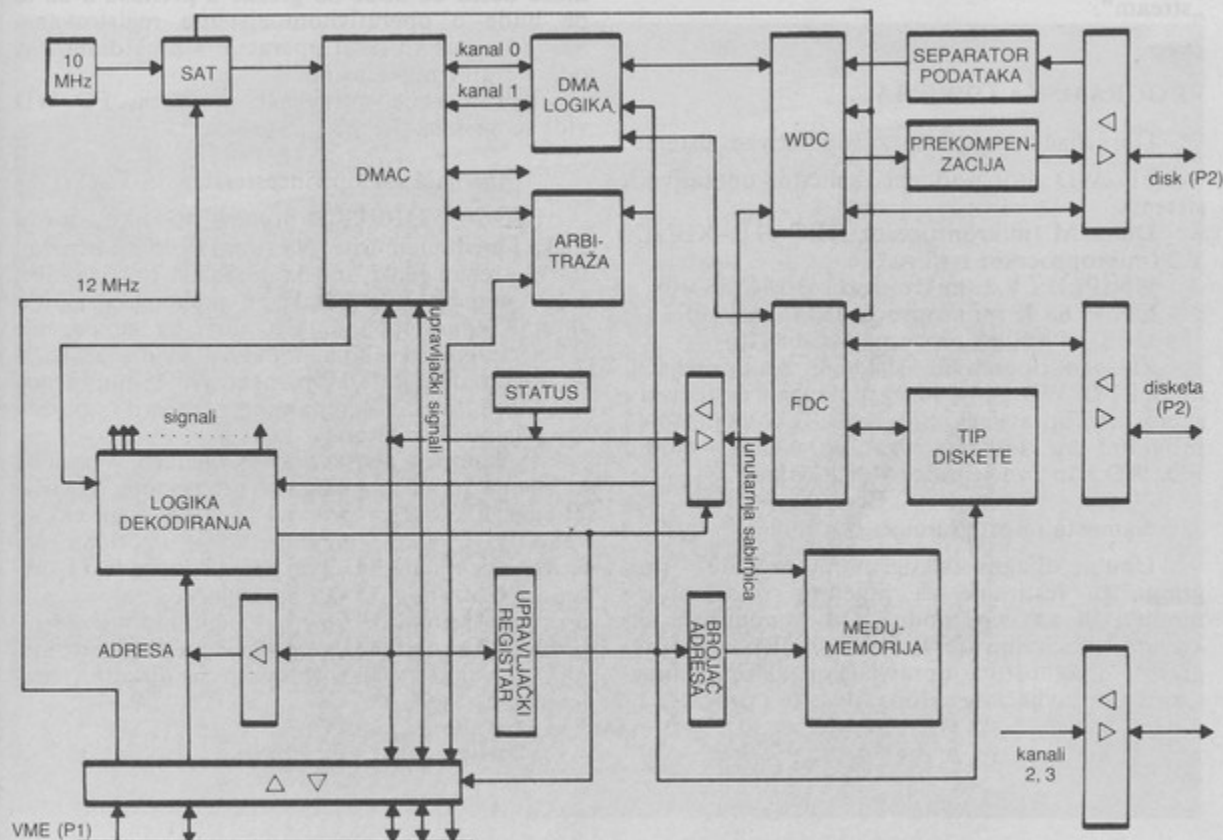 „stream”.
10
MHz
SAT
DMAC
kanal 0
kanal 1
DMA
LOGIKA
WDC
SEPARATOR
PODATAKA
PREKOMPEN-
ZACIJA
disk (P2)
ARBI-
TRAŽA
12 MHz
upravljački signali
STATUS
FDC
TIP
DISKETE
disketa
(P2)
signali
LOGIKA
DEKODIRANJA
unutarnja sabirnica
ADRESA
UPRAVLJAČKI
REGISTAR
BROJAČ
ADRESA
MEDU-
MEMORIJA
kanali
2, 3
VME (P1)